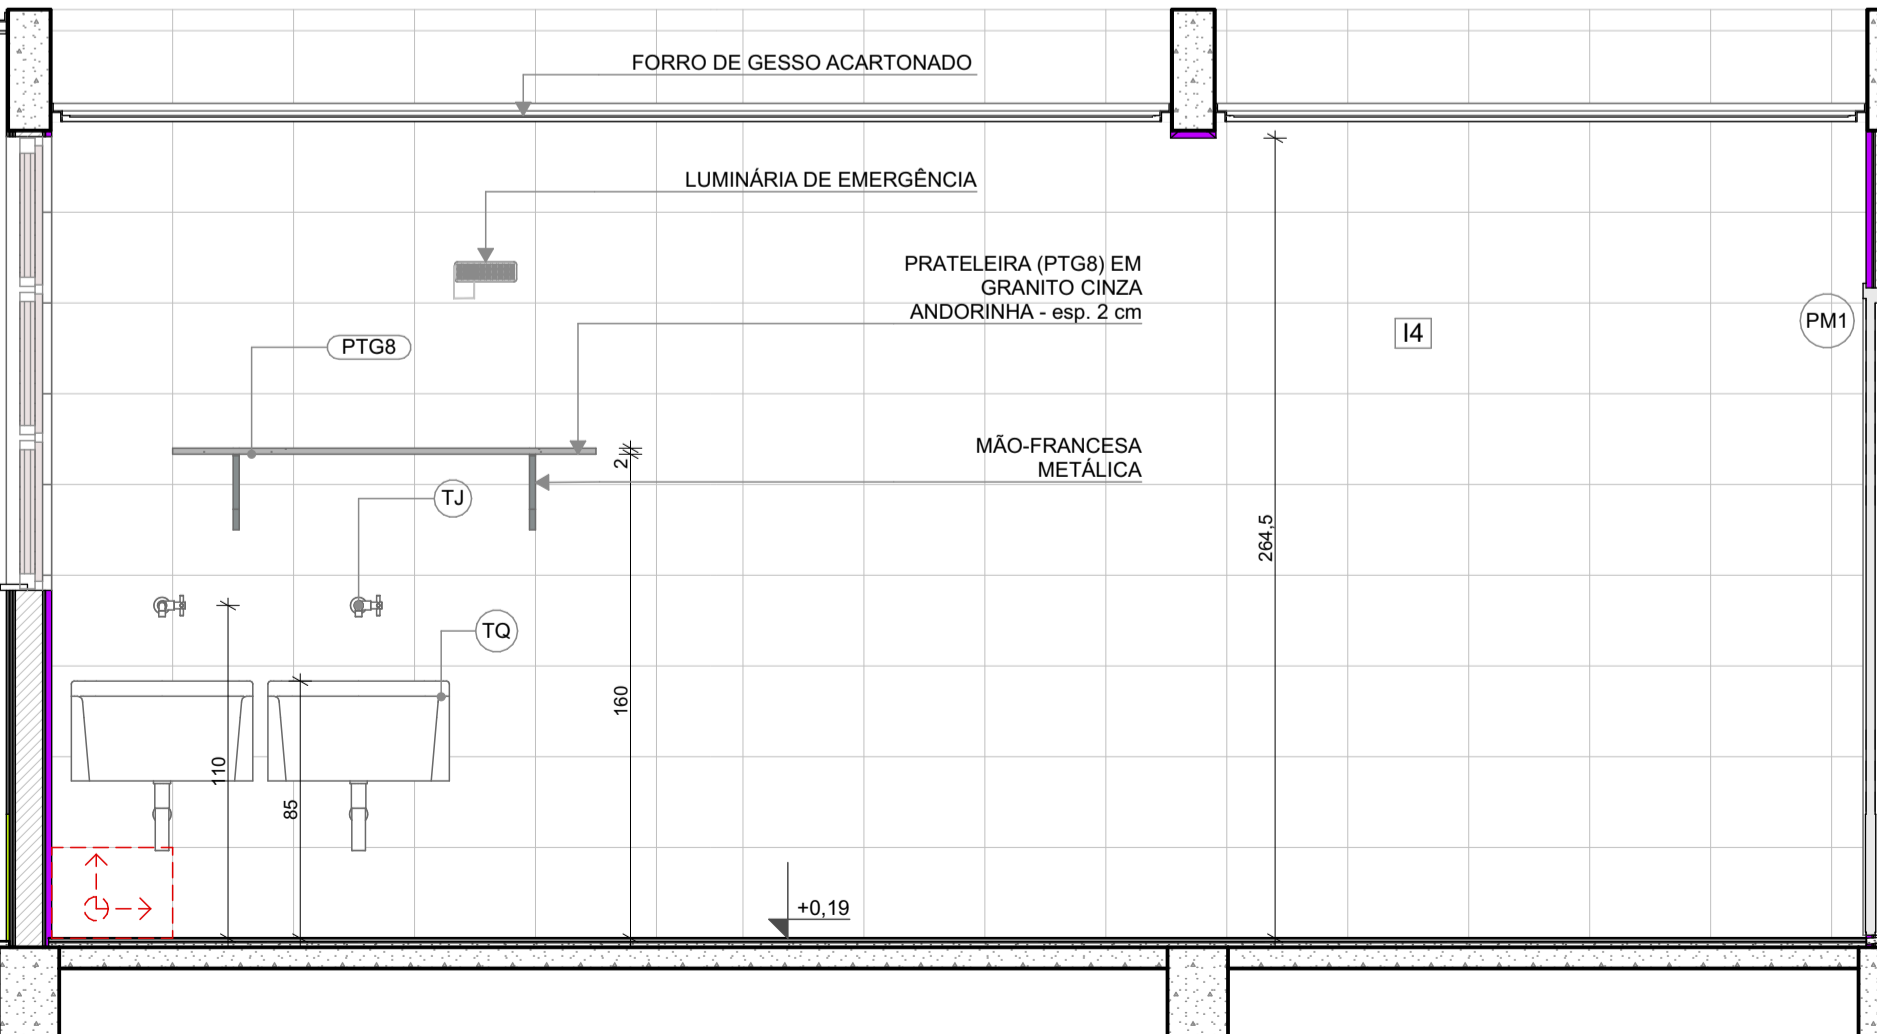 FORRO DE GESSO ACARTONADO
LUMINÁRIA DE EMERGÊNCIA
PRATELEIRA (PTG8) EM
GRANITO CINZA
ANDORINHA - esp. 2 cm
I4
PM1
PTG8
MÃO-FRANCESA
METÁLICA
2
TJ
264,5
TQ
160
110
85
+0,19